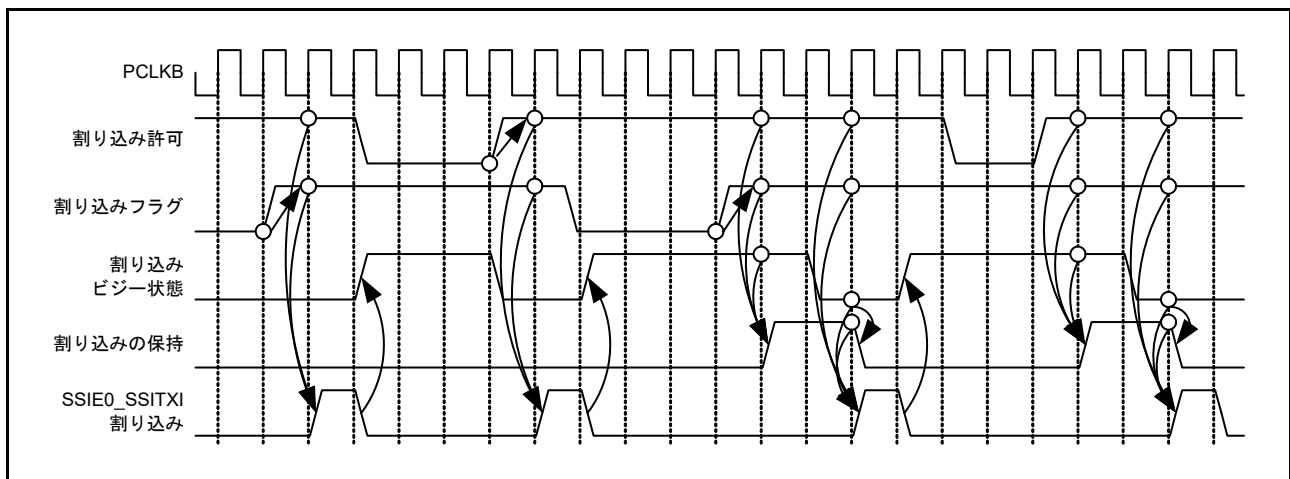 PCLKB
割り込み許可
割り込みフラグ
割り込み
ビジー状態
割り込みの保持
SSIE0_SSITXI
割り込み